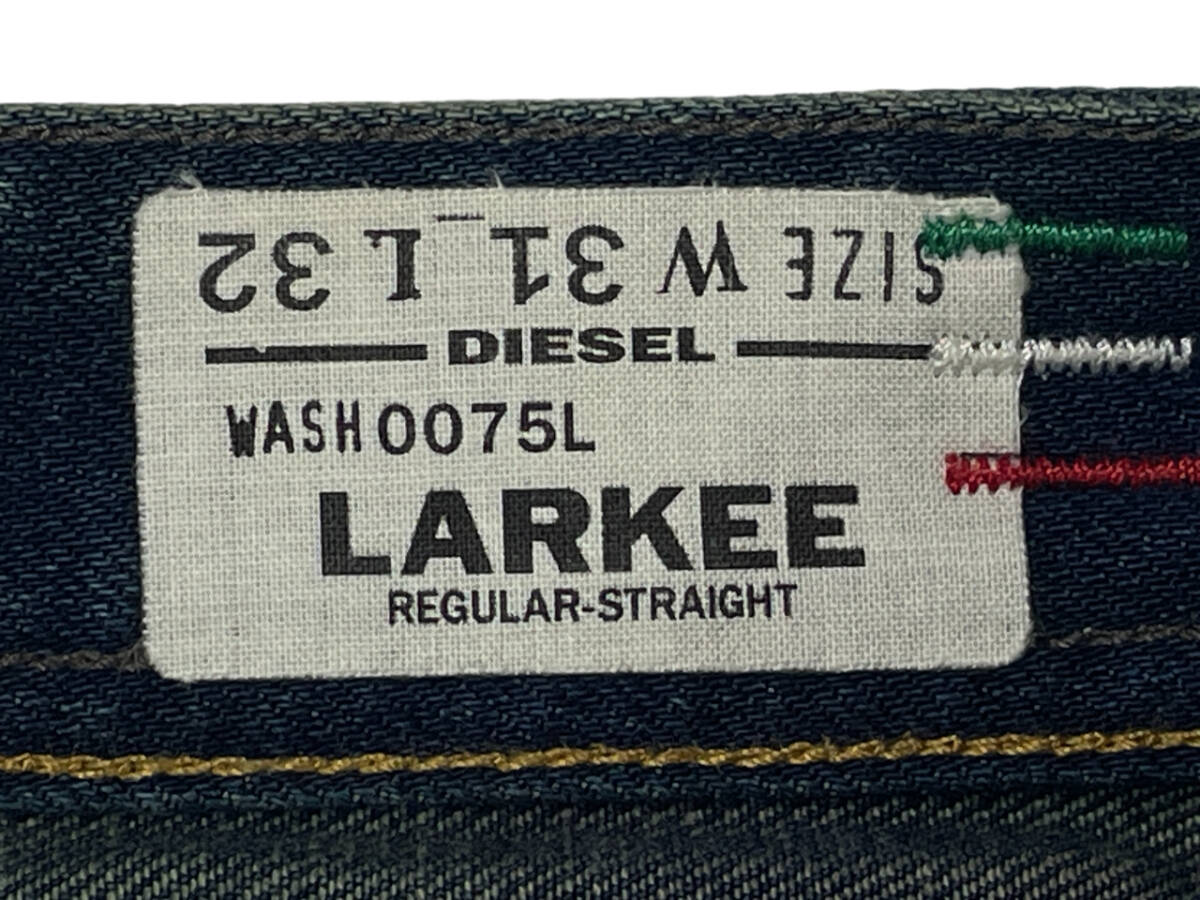 SIZE W 31 L 32
DIESEL
WASH 0075L
LARKEE
REGULAR-STRAIGHT